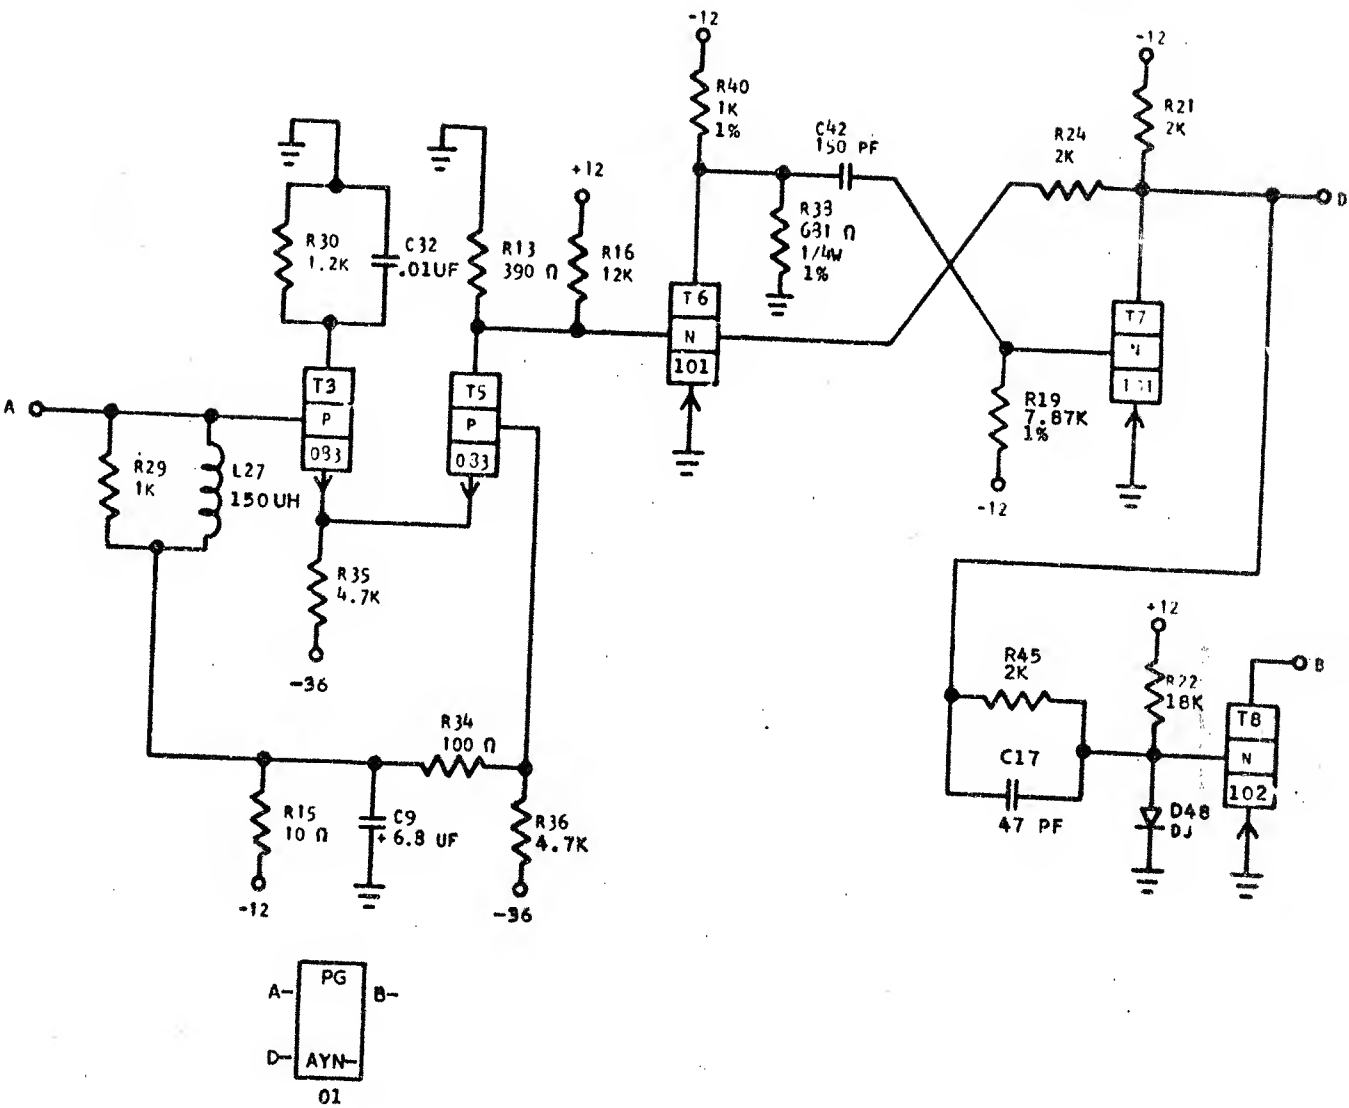 -12
R40
1K
1%
C42
150 PF
-12
R21
2K
R24
2K
D
+12
R30
1.2K
C32
.01UF
R13
390 Ω
R16
12K
R33
681 Ω
1/4W
1%
T6
N
101
T7
N
A
T3
P
033
T5
P
033
R29
1K
L27
150UH
R19
7.87K
1%
-12
R35
4.7K
-36
R45
2K
+12
R22
18K
B
T8
N
102
R34
100 Ω
C17
47 PF
D48
DJ
R15
10 Ω
C9
+ 6.8 UF
R36
4.7K
-12
-36
PG
A-
B-
D-
AYN-
01